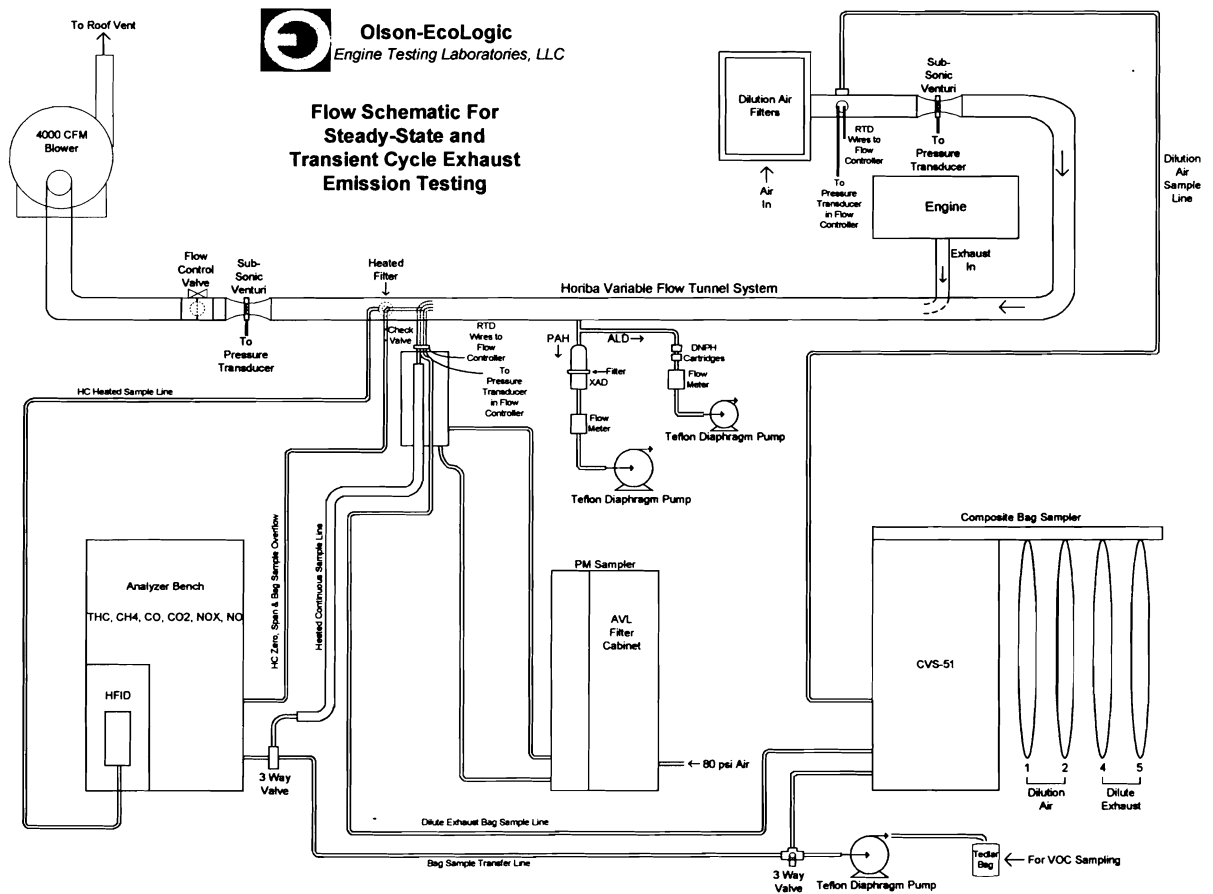 To Roof Vent
Olson-EcoLogic
Engine Testing Laboratories, LLC
Flow Schematic For
Steady-State and
Transient Cycle Exhaust
Emission Testing
4000 CFM
Blower
Dilution Air
Filters
Air
In
RTD
Wires to
Flow
Controller
To
Pressure
Transducer
in Flow
Controller
Sub-
Sonic
Venturi
To
Pressure
Transducer
Dilution
Air
Sample
Line
Engine
Exhaust
In
Flow
Control
Valve
Sub-
Sonic
Venturi
To
Pressure
Transducer
Heated
Filter
Horiba Variable Flow Tunnel System
Check
Valve
RTD
Wires to
Flow
Controller
To
Pressure
Transducer
in Flow
Controller
PAH
ALD
Filter
XAD
Flow
Meter
Teflon Diaphragm Pump
DNPH
Cartridges
Flow
Meter
Teflon Diaphragm Pump
HC Heated Sample Line
HC Zero, Span & Bag Sample Overflow
Heated Continuous Sample Line
Analyzer Bench
THC, CH4, CO, CO2, NOX, NO
HFID
3 Way
Valve
PM Sampler
AVL
Filter
Cabinet
80 psi Air
Composite Bag Sampler
CVS-51
1
2
4
5
Dilution
Air
Dilute
Exhaust
Dilute Exhaust Bag Sample Line
Bag Sample Transfer Line
3 Way
Valve
Teflon Diaphragm Pump
Tedlar
Bag
For VOC Sampling